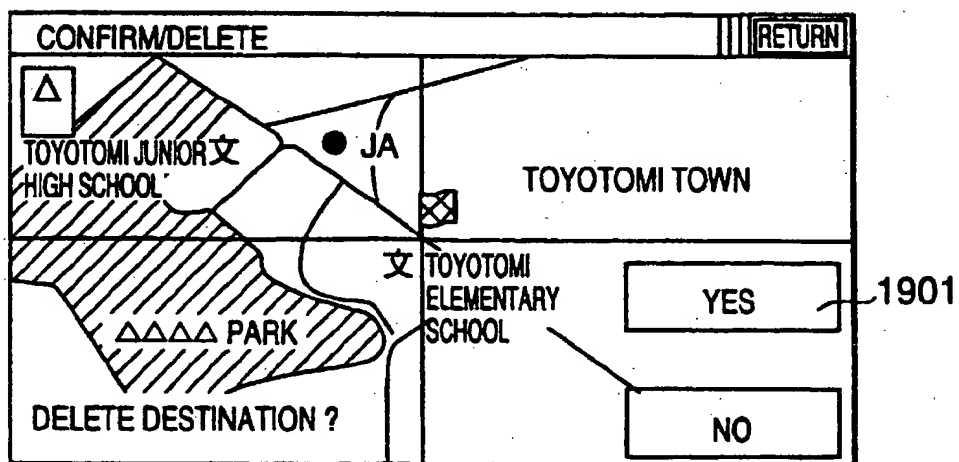 CONFIRM/DELETE
RETURN
△
TOYOTOMI JUNIOR 文
HIGH SCHOOL
JA
TOYOTOMI TOWN
文 TOYOTOMI
ELEMENTARY
SCHOOL
YES
1901
△△△△ PARK
DELETE DESTINATION ?
NO